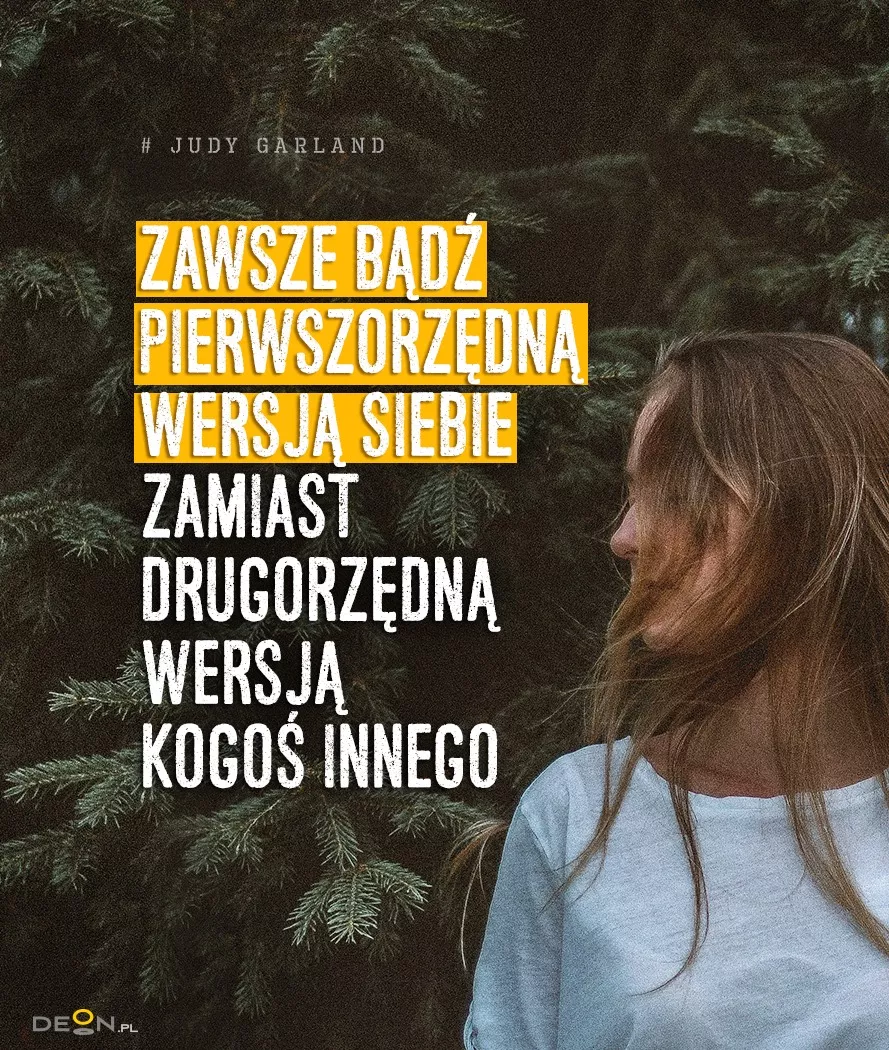 # JUDY GARLAND
ZAWSZE BĄDŹ
PIERWSZORZĘDNĄ
WERSJĄ SIEBIE
ZAMIAST
DRUGORZĘDNĄ
WERSJĄ
KOGOŚ INNEGO
DEON.PL